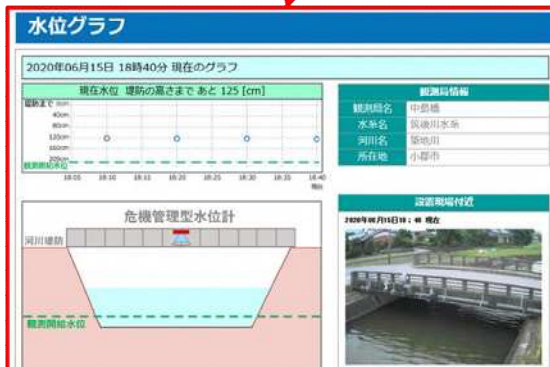 水位グラフ
2020年06月15日 18時40分 現在のグラフ
現在水位 堤防の高さまで あと 125 [cm]
堤防まで 0cm
40cm
80cm
120cm
160cm
200cm
観測開始水位
18:05 18:10 18:15 18:20 18:25 18:30 18:35 18:40
現在
観測局情報
観測局名 中島橋
水系名 筑後川水系
河川名 築地川
所在地 小郡市
危機管理型水位計
河川堤防
観測開始水位
設置現場付近
2020年06月15日18:40 現在